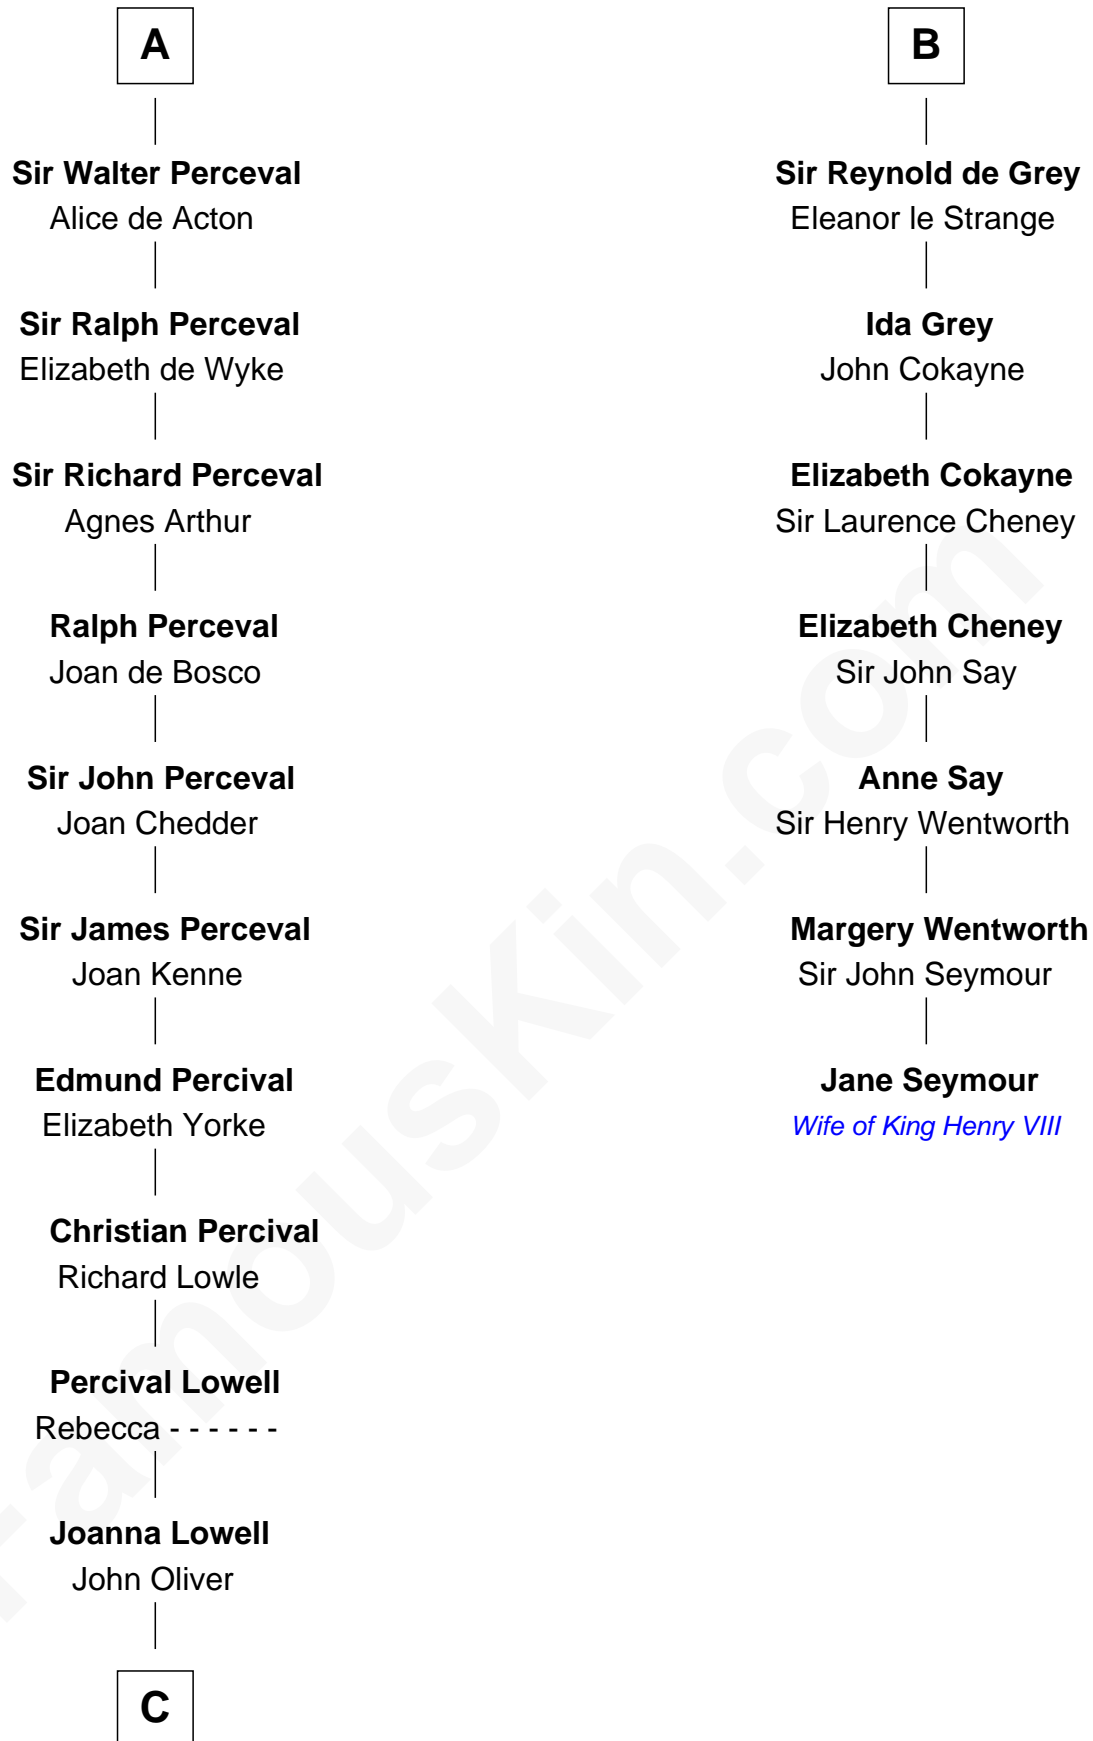 A
Sir Walter Perceval
Alice de Acton
Sir Ralph Perceval
Elizabeth de Wyke
Sir Richard Perceval
Agnes Arthur
Ralph Perceval
Joan de Bosco
Sir John Perceval
Joan Chedder
Sir James Perceval
Joan Kenne
Edmund Percival
Elizabeth Yorke
Christian Percival
Richard Lowle
Percival Lowell
Rebecca - - - - - -
Joanna Lowell
John Oliver
C
B
Sir Reynold de Grey
Eleanor le Strange
Ida Grey
John Cokayne
Elizabeth Cokayne
Sir Laurence Cheney
Elizabeth Cheney
Sir John Say
Anne Say
Sir Henry Wentworth
Margery Wentworth
Sir John Seymour
Jane Seymour
Wife of King Henry VIII
FamousKin.com